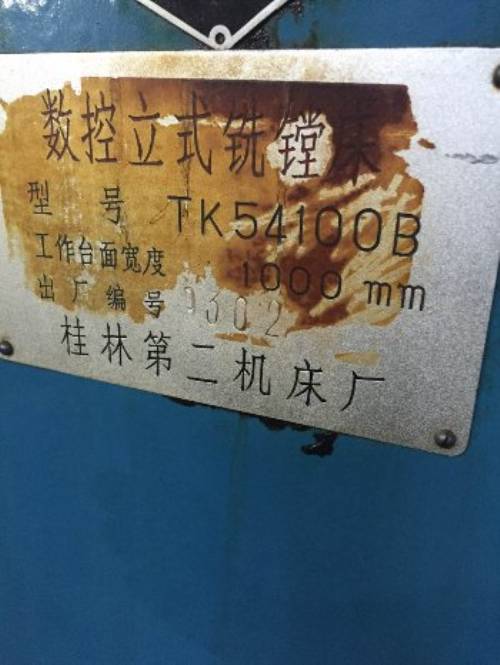 数控立式铣镗床
型 号 TK54100B
工作台面宽度 1000 mm
出厂编号 9302
桂林第二机床厂